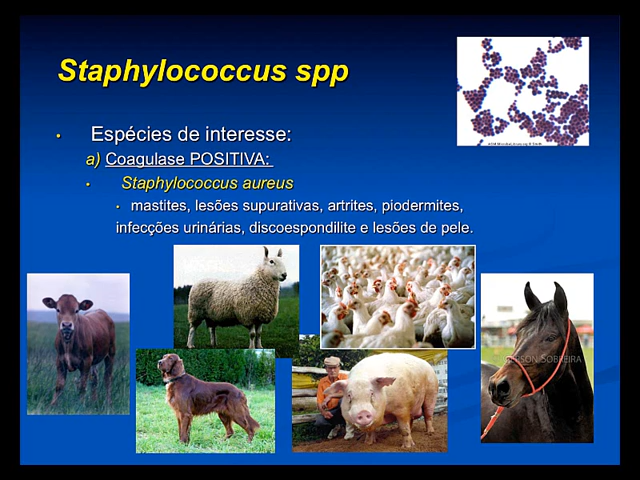 Staphylococcus spp
• Espécies de interesse:
a) Coagulase POSITIVA:
• Staphylococcus aureus
• mastites, lesões supurativas, artrites, piodermites,
infecções urinárias, discoespondilite e lesões de pele.
SOBREIRA